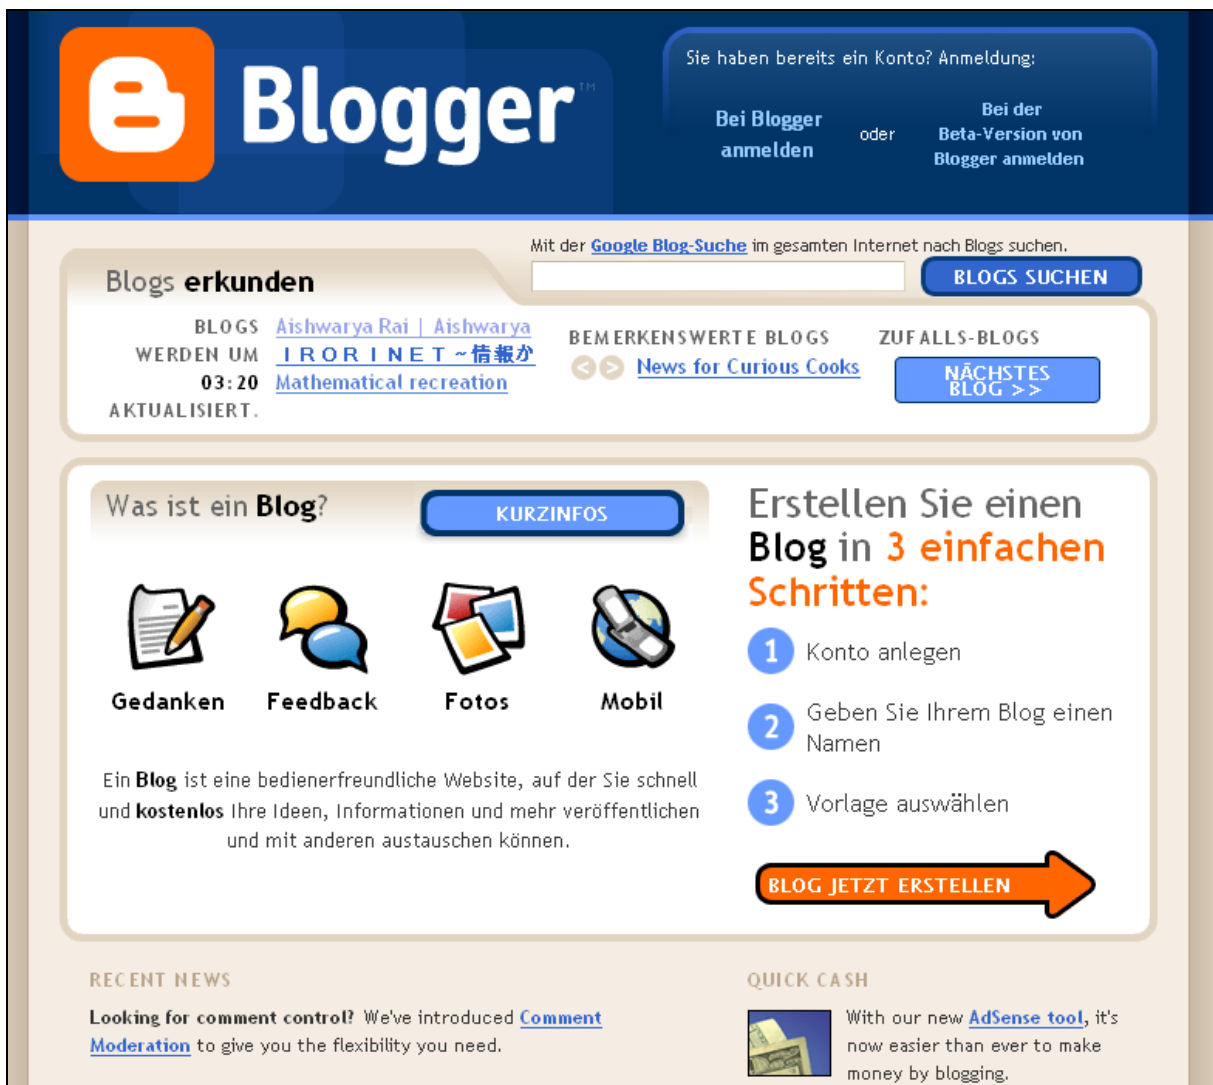 Blogger™
Sie haben bereits ein Konto? Anmeldung:
Bei Blogger
anmelden
oder
Bei der
Beta-Version von
Blogger anmelden
Mit der Google Blog-Suche im gesamten Internet nach Blogs suchen.
Blogs erkunden
BLOGS SUCHEN
BLOGS
WERDEN UM
03:20
AKTUALISIERT.
Aishwarya Rai | Aishwarya
ＩＲＯＲＩＮＥＴ～情報か
Mathematical recreation
BEMERKENSWERTE BLOGS
< > News for Curious Cooks
ZUFALLS-BLOGS
NÄCHSTES
BLOG >>
Was ist ein Blog?
KURZINFOS
Gedanken
Feedback
Fotos
Mobil
Ein Blog ist eine bedienerfreundliche Website, auf der Sie schnell
und kostenlos Ihre Ideen, Informationen und mehr veröffentlichen
und mit anderen austauschen können.
Erstellen Sie einen
Blog in 3 einfachen
Schritten:
1 Konto anlegen
2 Geben Sie Ihrem Blog einen
Namen
3 Vorlage auswählen
BLOG JETZT ERSTELLEN
RECENT NEWS
Looking for comment control? We've introduced Comment
Moderation to give you the flexibility you need.
QUICK CASH
With our new AdSense tool, it's
now easier than ever to make
money by blogging.